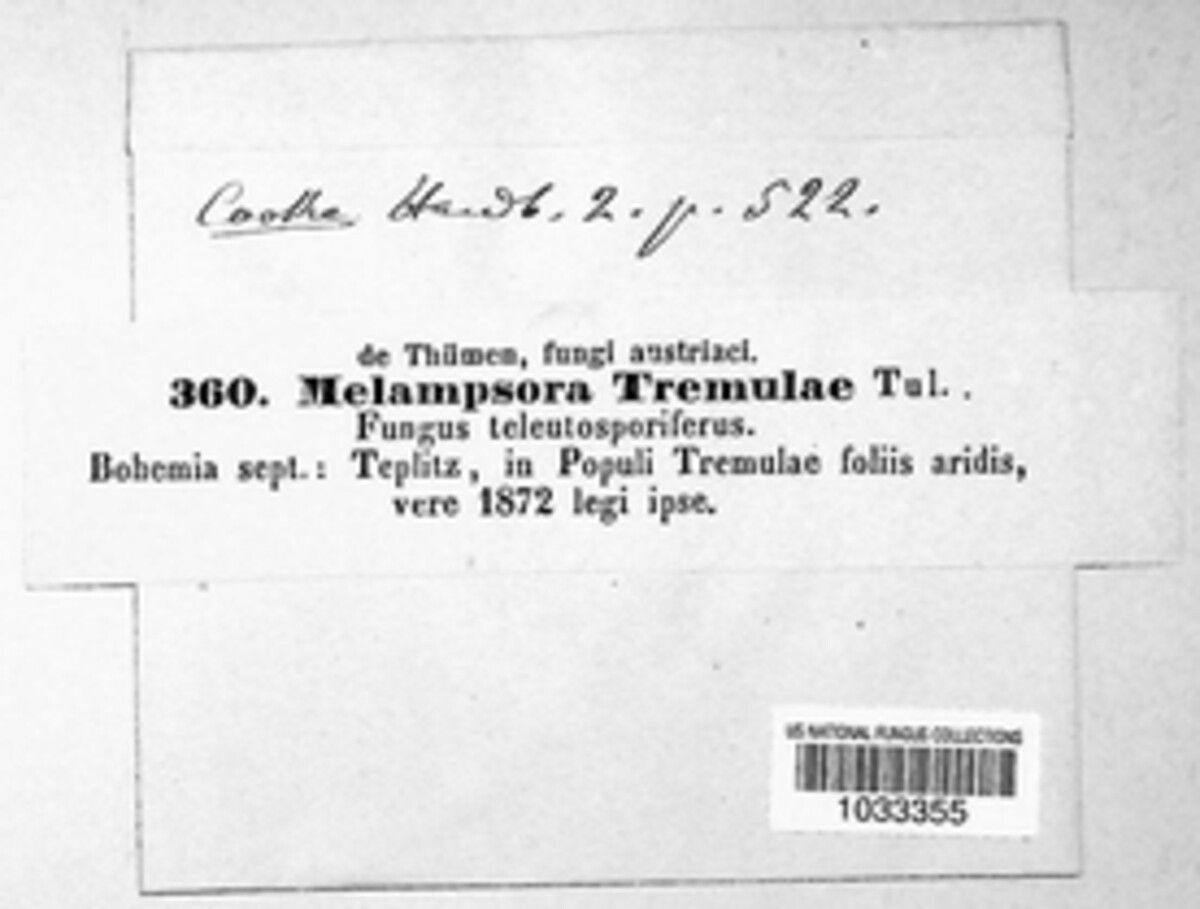 Cooke Handb. 2. p. 522.
de Thümen, fungi austriaci.
360. Melampsora Tremulae Tul. .
Fungus teleutosporiferus.
Bohemia sept.: Teplitz, in Populi Tremulae foliis aridis,
vere 1872 legi ipse.
US NATIONAL FUNGUS COLLECTIONS
1033355